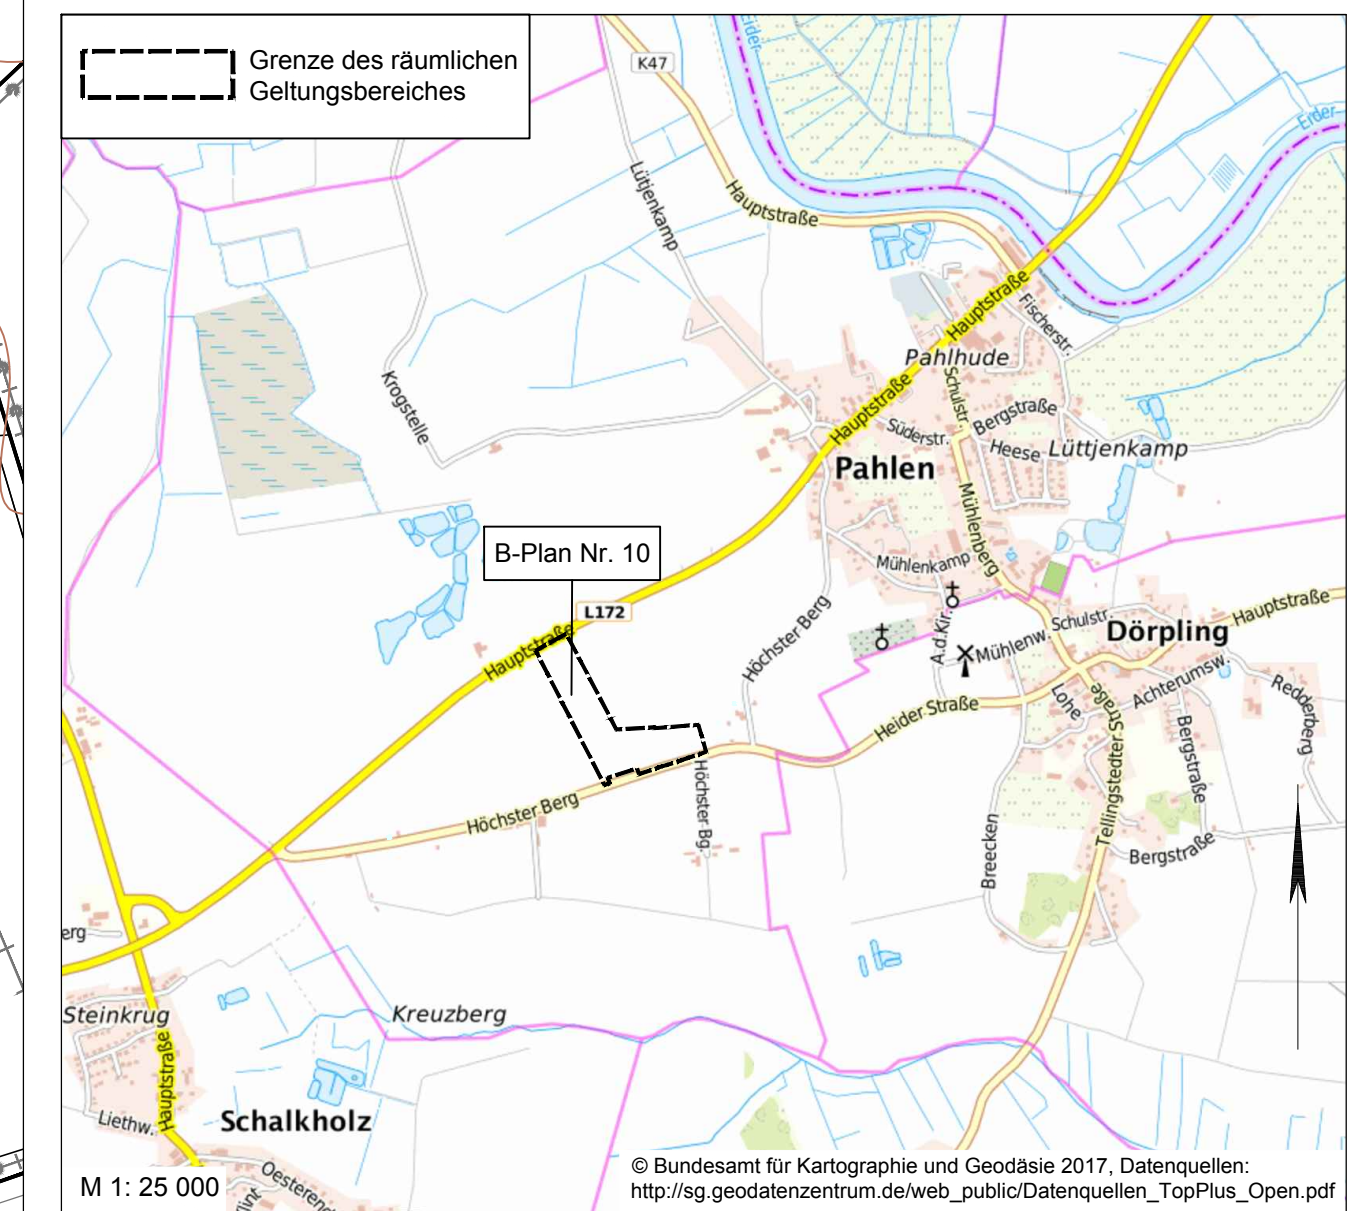 Grenze des räumlichen
Geltungsbereiches
K47
Eider
Eider
Lütjenkamp
Hauptstraße
Hauptstraße
Fischerstr.
Pahlhude
Krogstelle
Hauptstraße
Schulstr.
Bergstraße
Süderstr.
Heese
Lüttjenkamp
Pahlen
Mühlenberg
B-Plan Nr. 10
Mühlenkamp
L172
Hauptstraße
Höchster Berg
A.d.Kir.
Mühlenw.
Schulstr.
Dörpling
Hauptstraße
Achterumsw.
Lohe
Redderberg
Heider Straße
Bergstraße
Tellingstedter Straße
Höchster Berg
Höchster Bg.
Breecken
Bergstraße
erg
Steinkrug
Kreuzberg
Hauptstraße
Liethw.
Schalkholz
M 1: 25 000
© Bundesamt für Kartographie und Geodäsie 2017, Datenquellen:
http://sg.geodatenzentrum.de/web_public/Datenquellen_TopPlus_Open.pdf